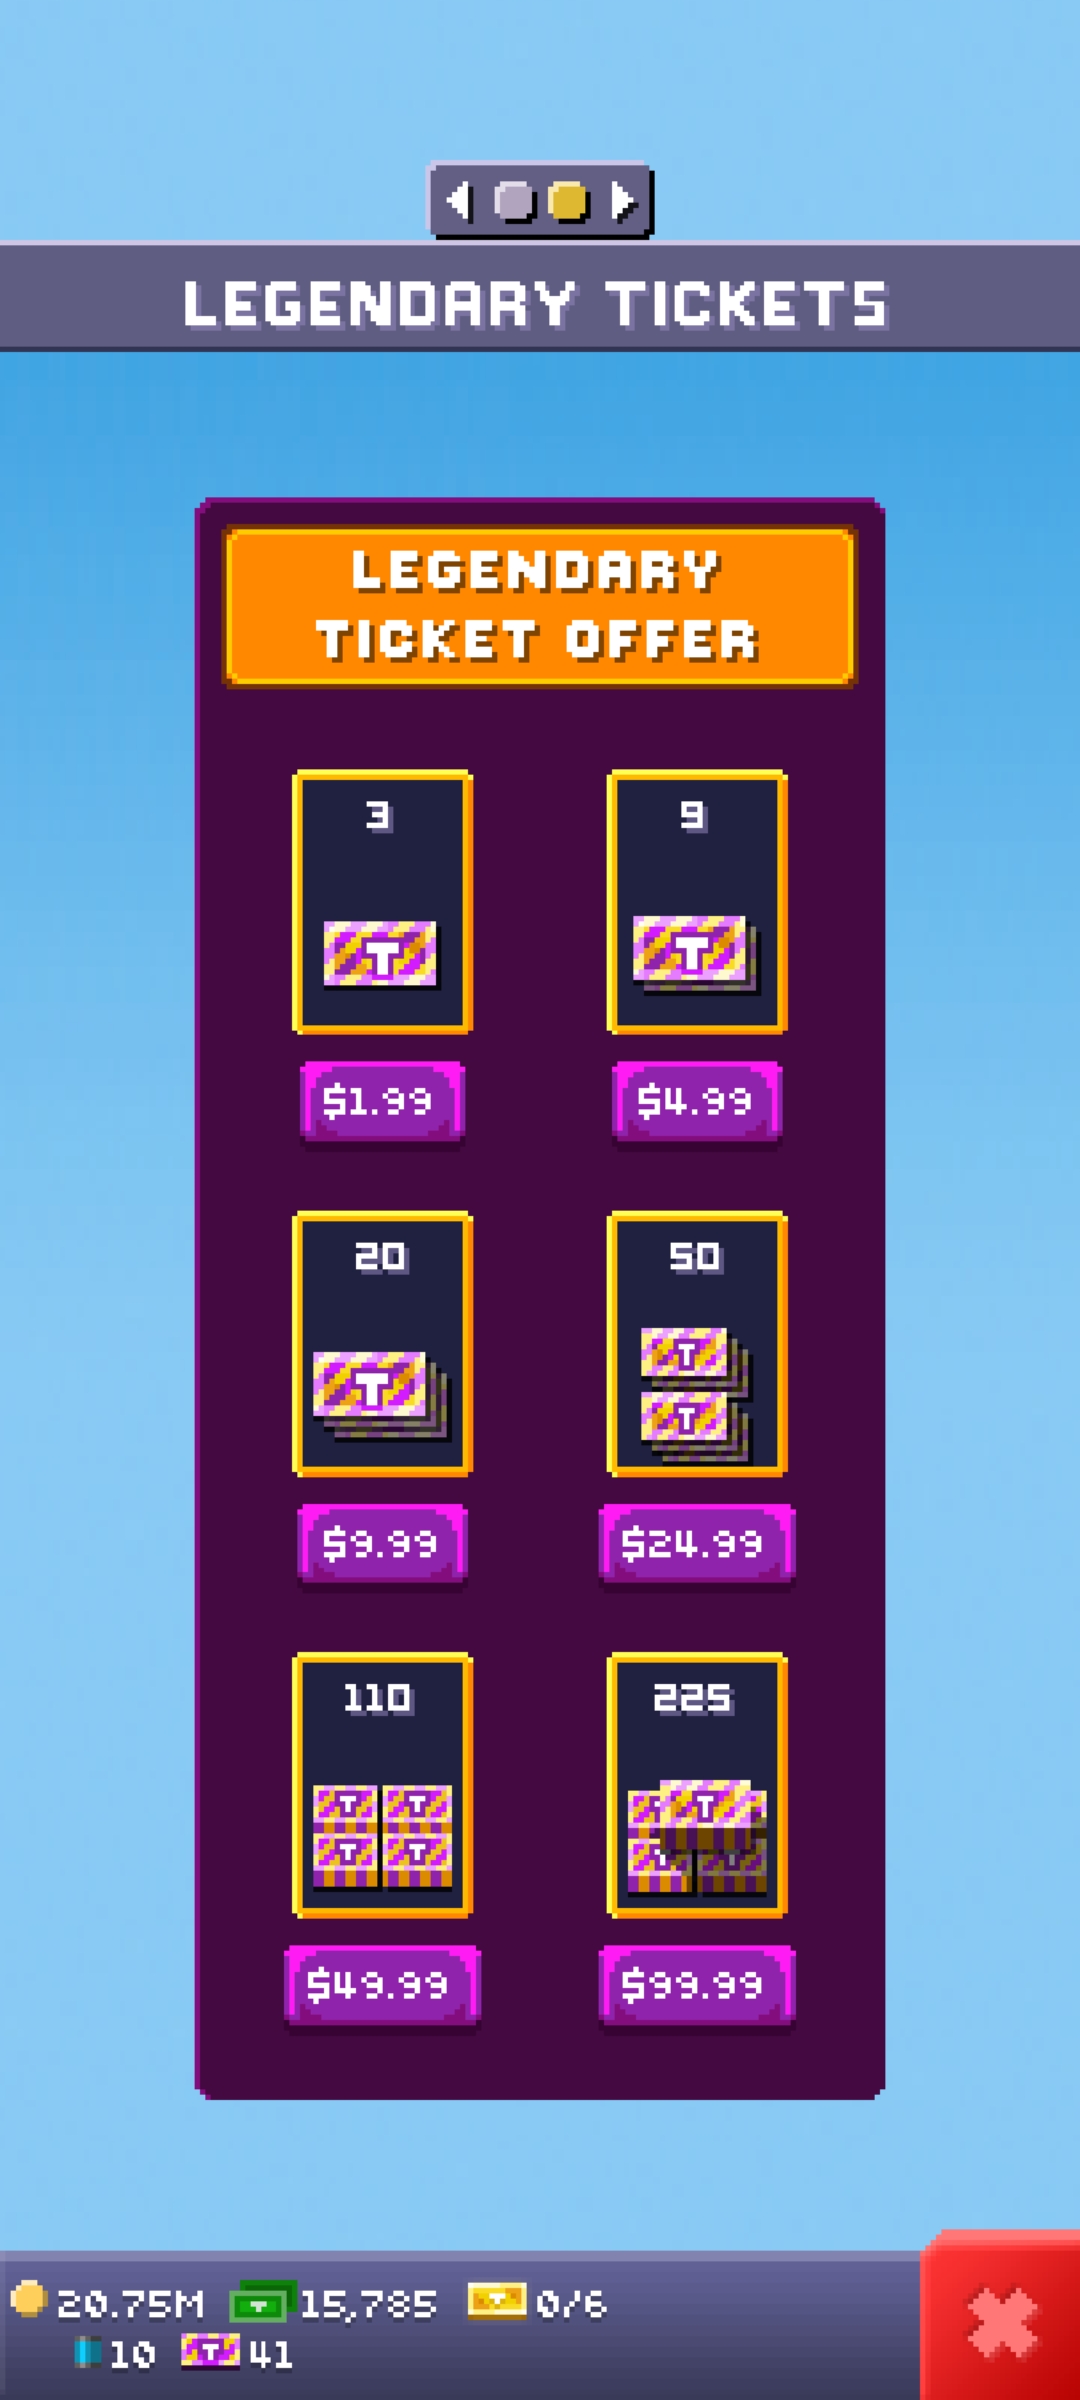 LEGENDARY TICKETS
LEGENDARY
TICKET OFFER
3
9
T
T
$1.99
$4.99
20
50
T
T
T
$9.99
$24.99
110
225
T T
T
T T
$49.99
$99.99
20.75M
15,785
0/6
10
41